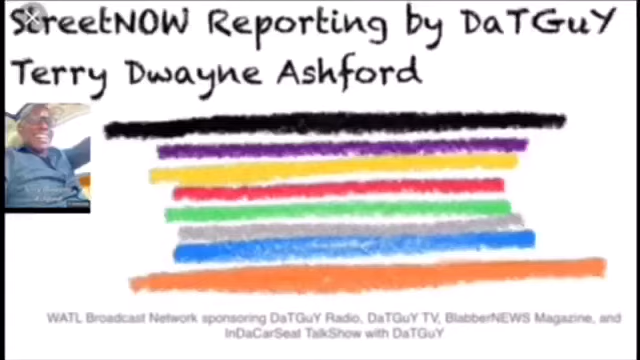 StreetNOW Reporting by DaTGuY
Terry Dwayne Ashford
WATL Broadcast Network sponsoring DaTGuY Radio, DaTGuY TV, BlabberNEWS Magazine, and
InDaCarSeat TalkShow with DaTGuY